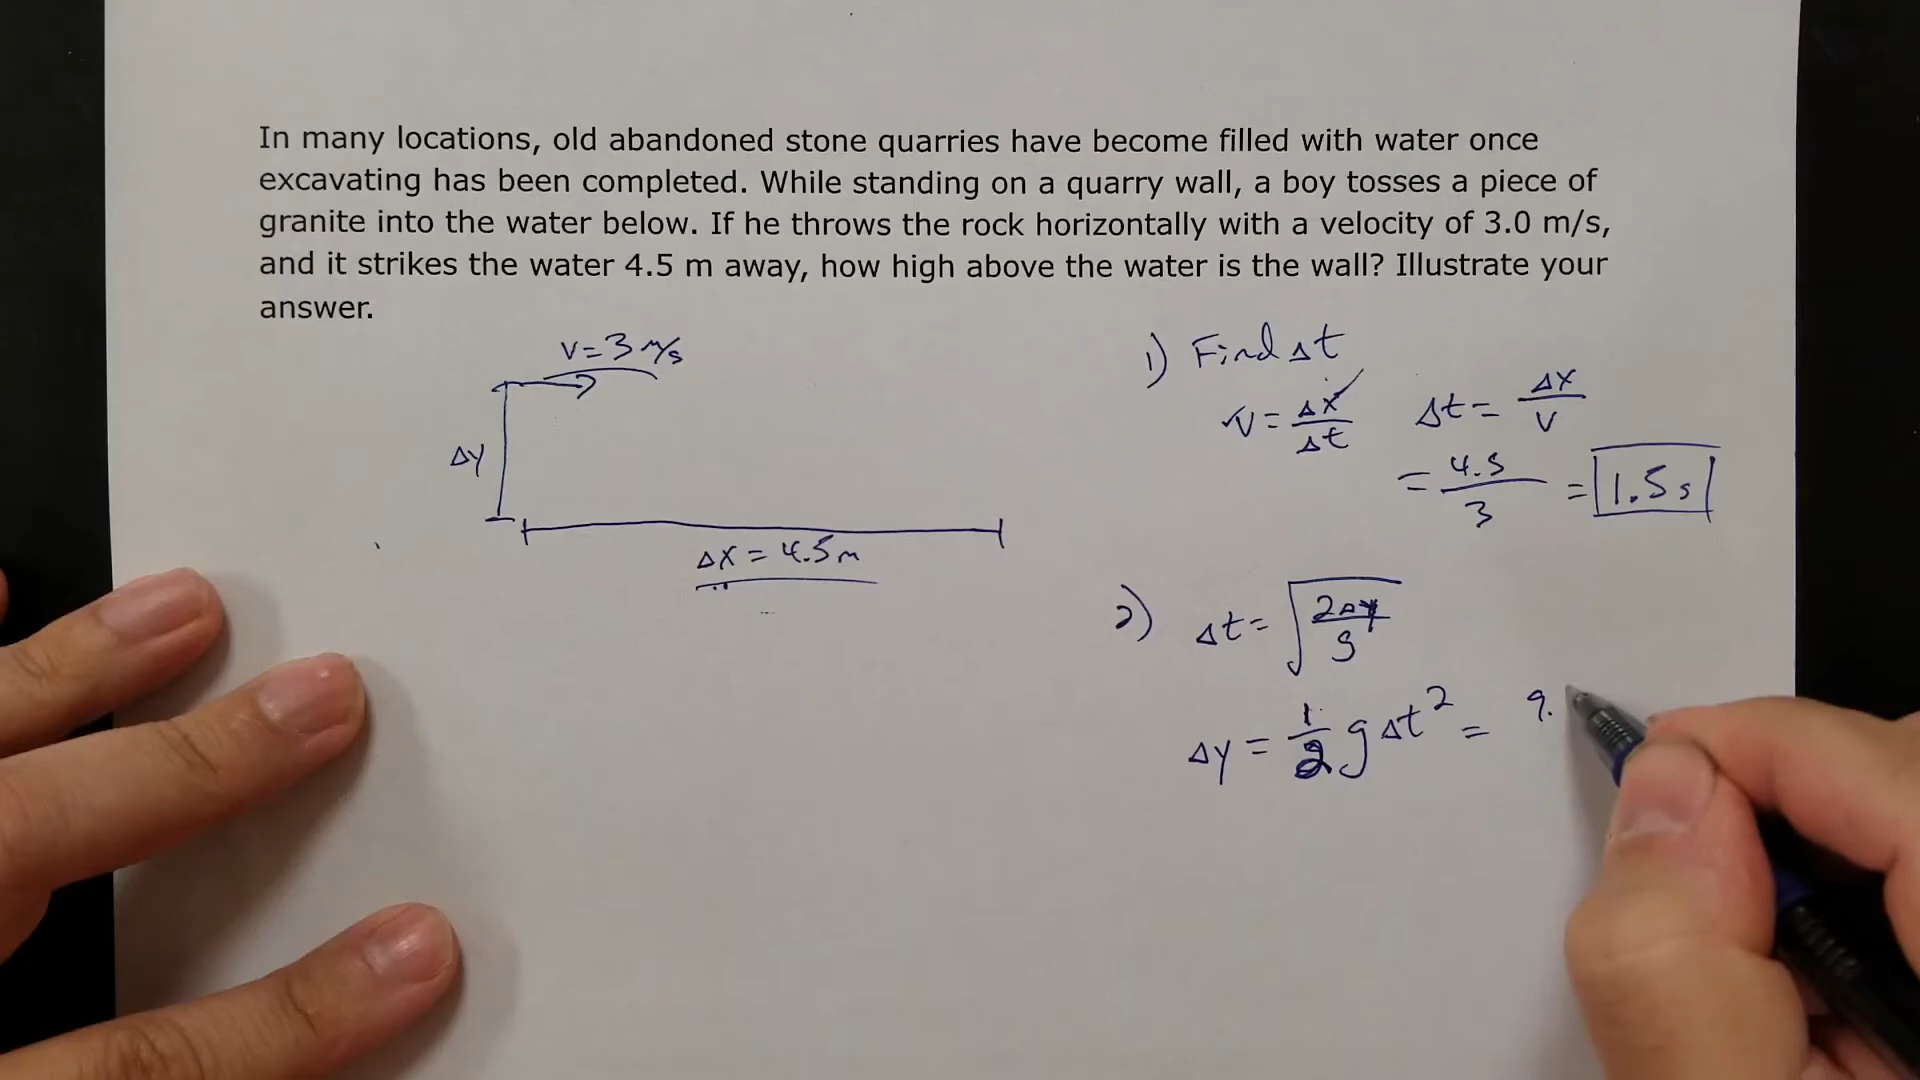 In many locations, old abandoned stone quarries have become filled with water once
excavating has been completed. While standing on a quarry wall, a boy tosses a piece of
granite into the water below. If he throws the rock horizontally with a velocity of 3.0 m/s,
and it strikes the water 4.5 m away, how high above the water is the wall? Illustrate your
answer.
V = 3 m/s
Δy
Δx = 4.5m
1) Find Δt
V = Δx/Δt
Δt = Δx/V
= 4.5/3 = 1.5 s
2) Δt = √(2Δy/g)
Δy = 1/2 g Δt² = 9.